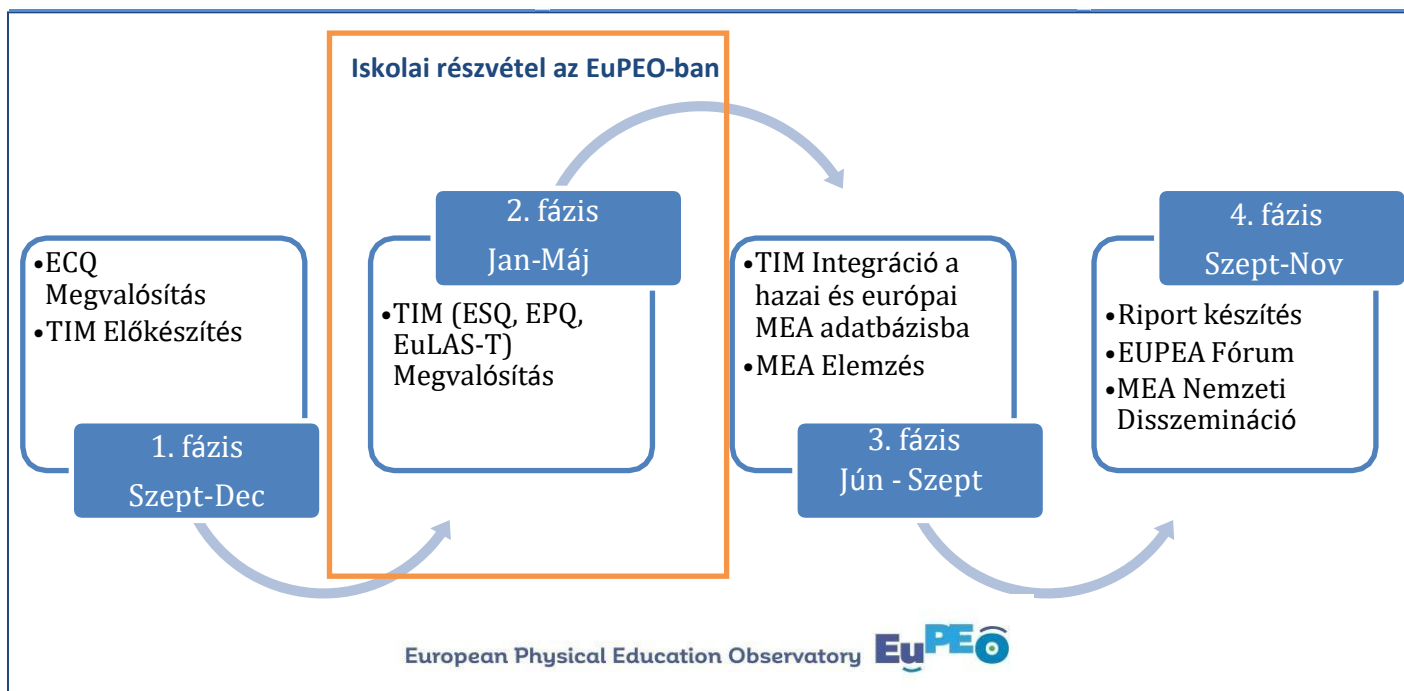 Iskolai részvétel az EuPEO-ban
•ECQ
Megvalósítás
•TIM Előkészítés
1. fázis
Szept-Dec
2. fázis
Jan-Máj
•TIM (ESQ, EPQ,
EuLAS-T)
Megvalósítás
•TIM Integráció a
hazai és európai
MEA adatbázisba
•MEA Elemzés
3. fázis
Jún - Szept
4. fázis
Szept-Nov
•Riport készítés
•EUPEA Fórum
•MEA Nemzeti
Disszemináció
European Physical Education Observatory EuPEO